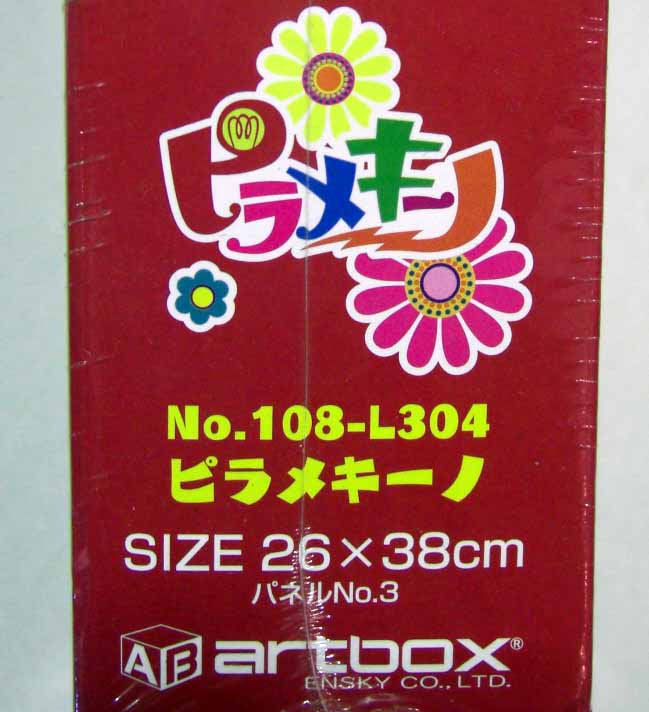 ピラメキーノ
No.108-L304
ピラメキーノ
SIZE 26×38cm
パネルNo.3
AB artbox®
ENSKY CO., LTD.